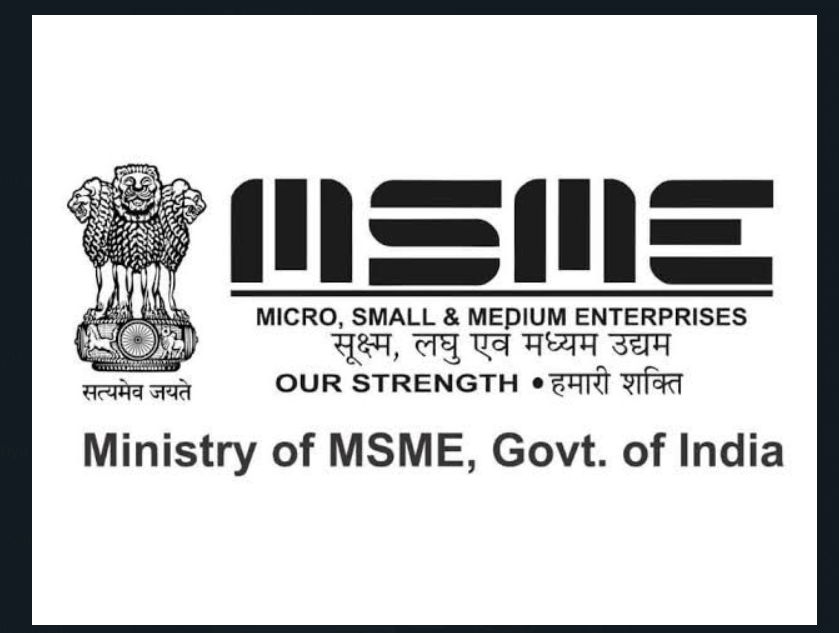 MSME
MICRO, SMALL & MEDIUM ENTERPRISES
सूक्ष्म, लघु एवं मध्यम उद्यम
OUR STRENGTH • हमारी शक्ति
सत्यमेव जयते
Ministry of MSME, Govt. of India